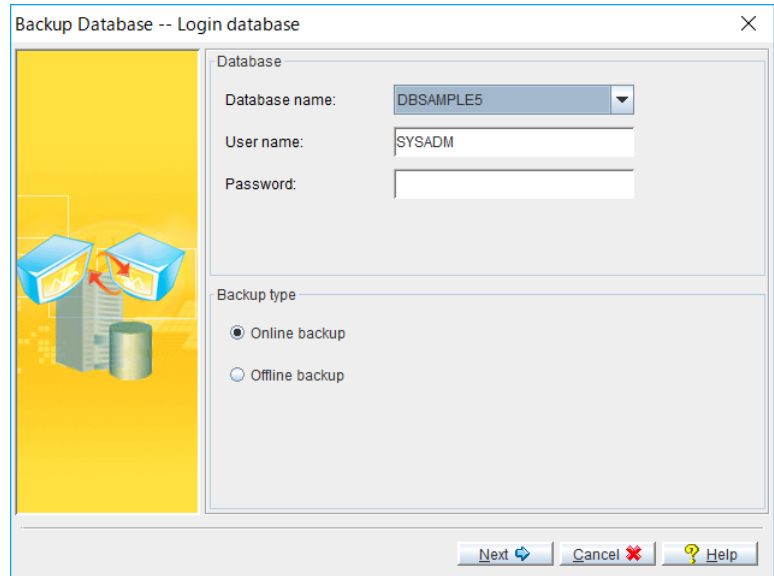 Backup Database -- Login database
Database
Database name: DBSAMPLE5
User name: SYSADM
Password:
Backup type
Online backup
Offline backup
Next Cancel Help